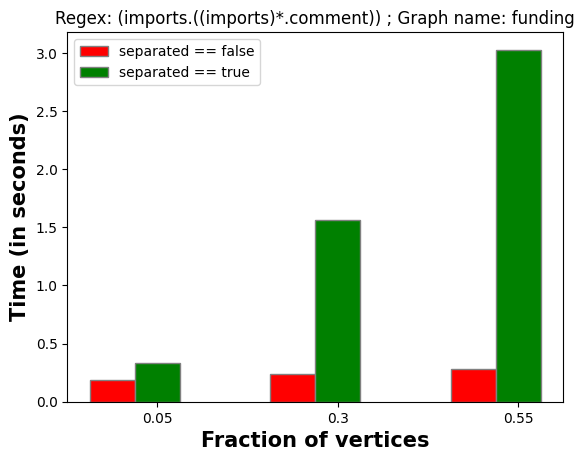 Regex: (imports.((imports)*.comment)) ; Graph name: funding
separated == false
separated == true
3.0
2.5
2.0
1.5
1.0
0.5
0.0
Time (in seconds)
0.05 0.3 0.55
Fraction of vertices